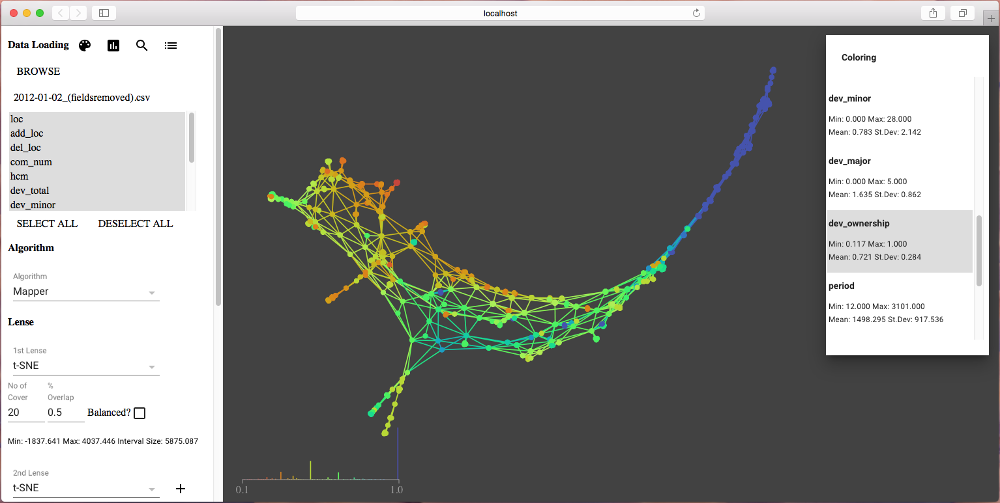 localhost
Data Loading
BROWSE
2012-01-02_(fieldsremoved).csv
loc
add_loc
del_loc
com_num
hcm
dev_total
dev_minor
SELECT ALL DESELECT ALL
Algorithm
Algorithm
Mapper
Lense
1st Lense
t-SNE
No of Cover
% Overlap
20
0.5
Balanced?
Min: -1837.641 Max: 4037.446 Interval Size: 5875.087
2nd Lense
t-SNE
0.1 1.0
Coloring
dev_minor
Min: 0.000 Max: 28.000
Mean: 0.783 St.Dev: 2.142
dev_major
Min: 0.000 Max: 5.000
Mean: 1.635 St.Dev: 0.862
dev_ownership
Min: 0.117 Max: 1.000
Mean: 0.721 St.Dev: 0.284
period
Min: 12.000 Max: 3101.000
Mean: 1498.295 St.Dev: 917.536